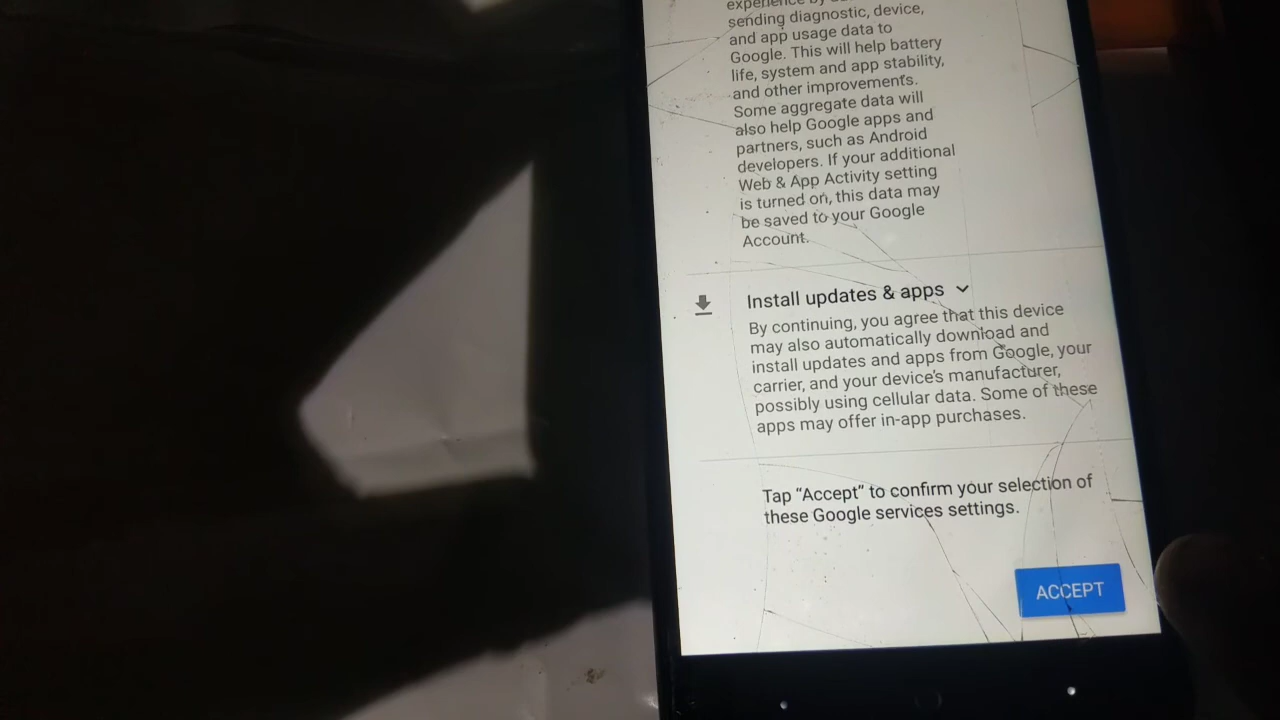 experience by
sending diagnostic, device,
and app usage data to
Google. This will help battery
life, system and app stability,
and other improvements.
Some aggregate data will
also help Google apps and
partners, such as Android
developers. If your additional
Web & App Activity setting
is turned on, this data may
be saved to your Google
Account.
Install updates & apps
By continuing, you agree that this device
may also automatically download and
install updates and apps from Google, your
carrier, and your device's manufacturer,
possibly using cellular data. Some of these
apps may offer in-app purchases.
Tap “Accept” to confirm your selection of
these Google services settings.
ACCEPT